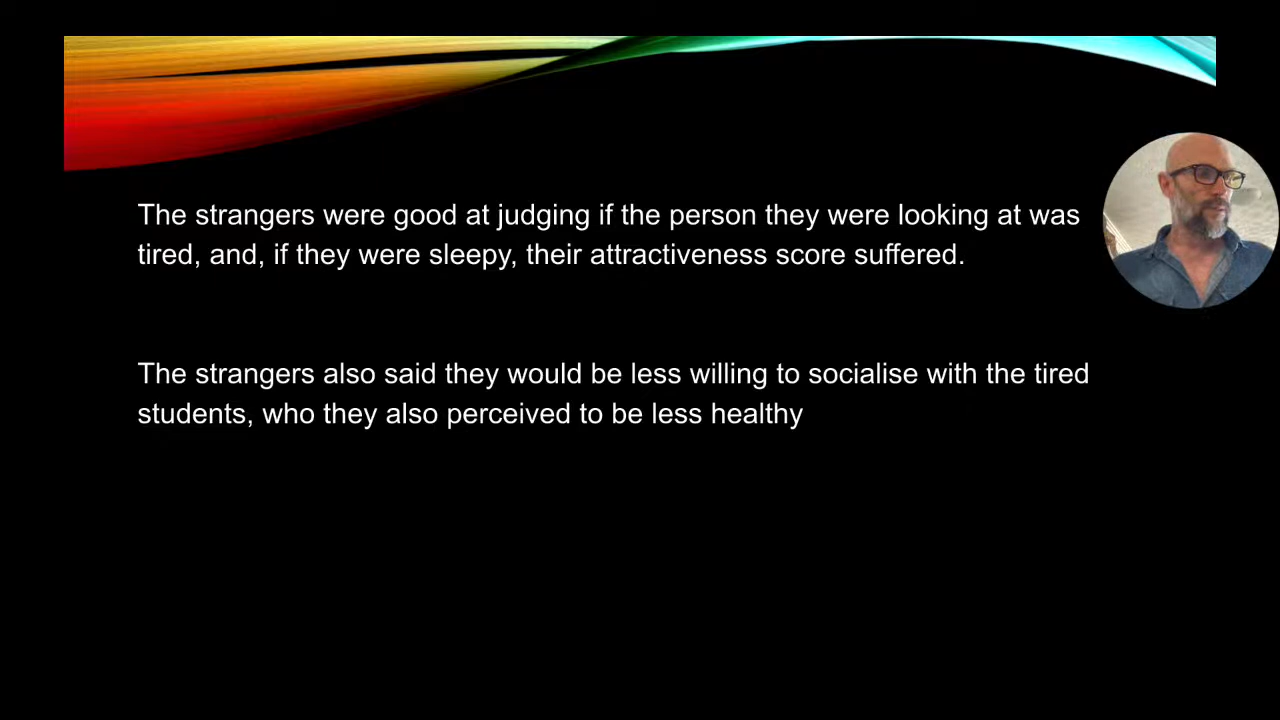 The strangers were good at judging if the person they were looking at was
tired, and, if they were sleepy, their attractiveness score suffered.
The strangers also said they would be less willing to socialise with the tired
students, who they also perceived to be less healthy